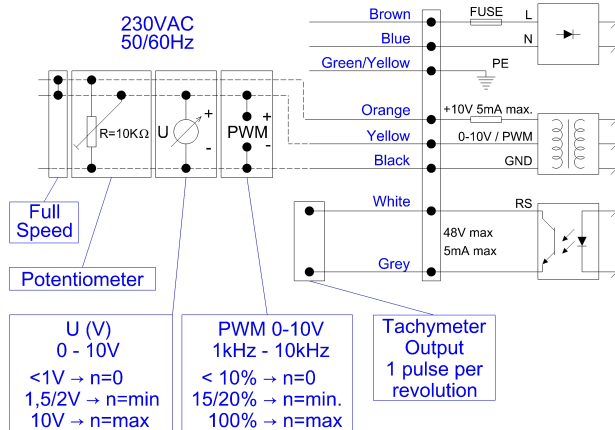 230VAC
50/60Hz
Brown
FUSE
L
Blue
N
Green/Yellow
PE
Orange
+10V 5mA max.
R=10KΩ
U
+
-
PWM
+
-
Yellow
0-10V / PWM
Black
GND
White
RS
48V max
5mA max
Grey
Full
Speed
Potentiometer
U (V)
0 - 10V
<1V → n=0
1,5/2V → n=min
10V → n=max
PWM 0-10V
1kHz - 10kHz
< 10% → n=0
15/20% → n=min.
100% → n=max
Tachymeter
Output
1 pulse per
revolution